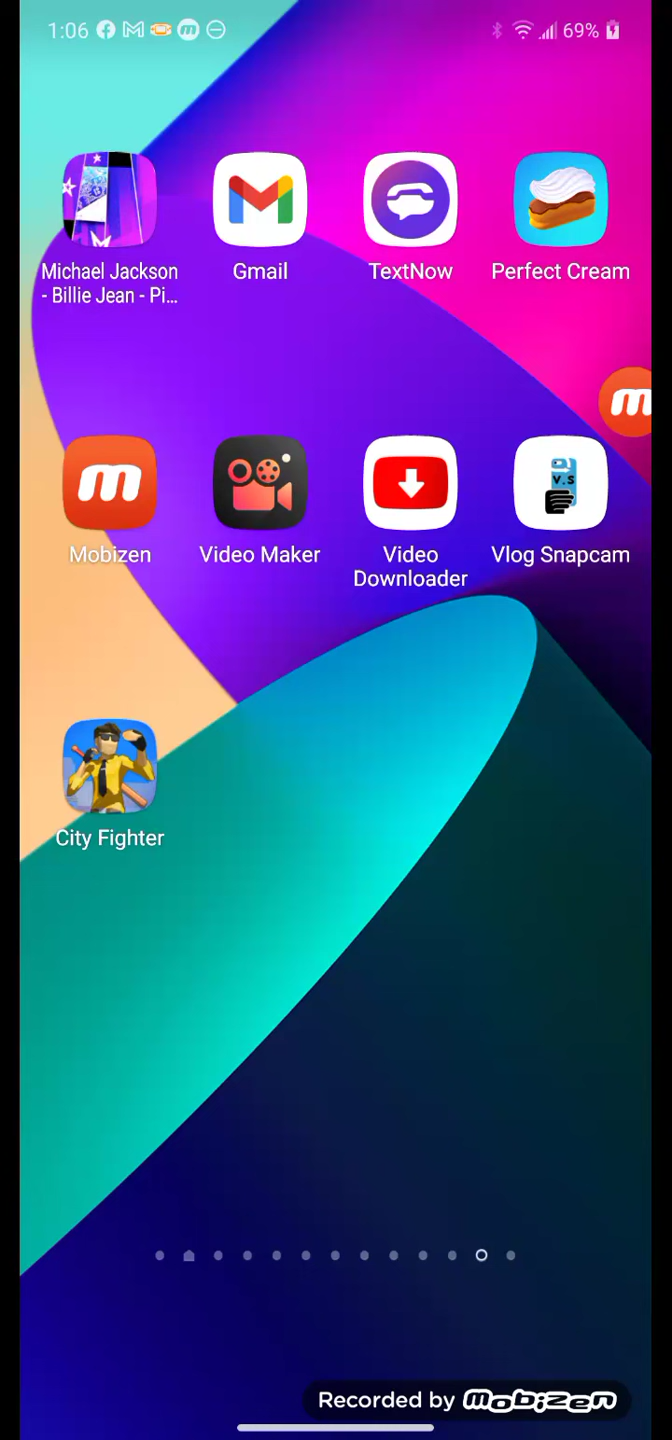 1:06
69%
Michael Jackson
- Billie Jean - Pi...
Gmail
TextNow
Perfect Cream
m
m
V.S
Mobizen
Video Maker
Video
Downloader
Vlog Snapcam
City Fighter
Recorded by mobizen